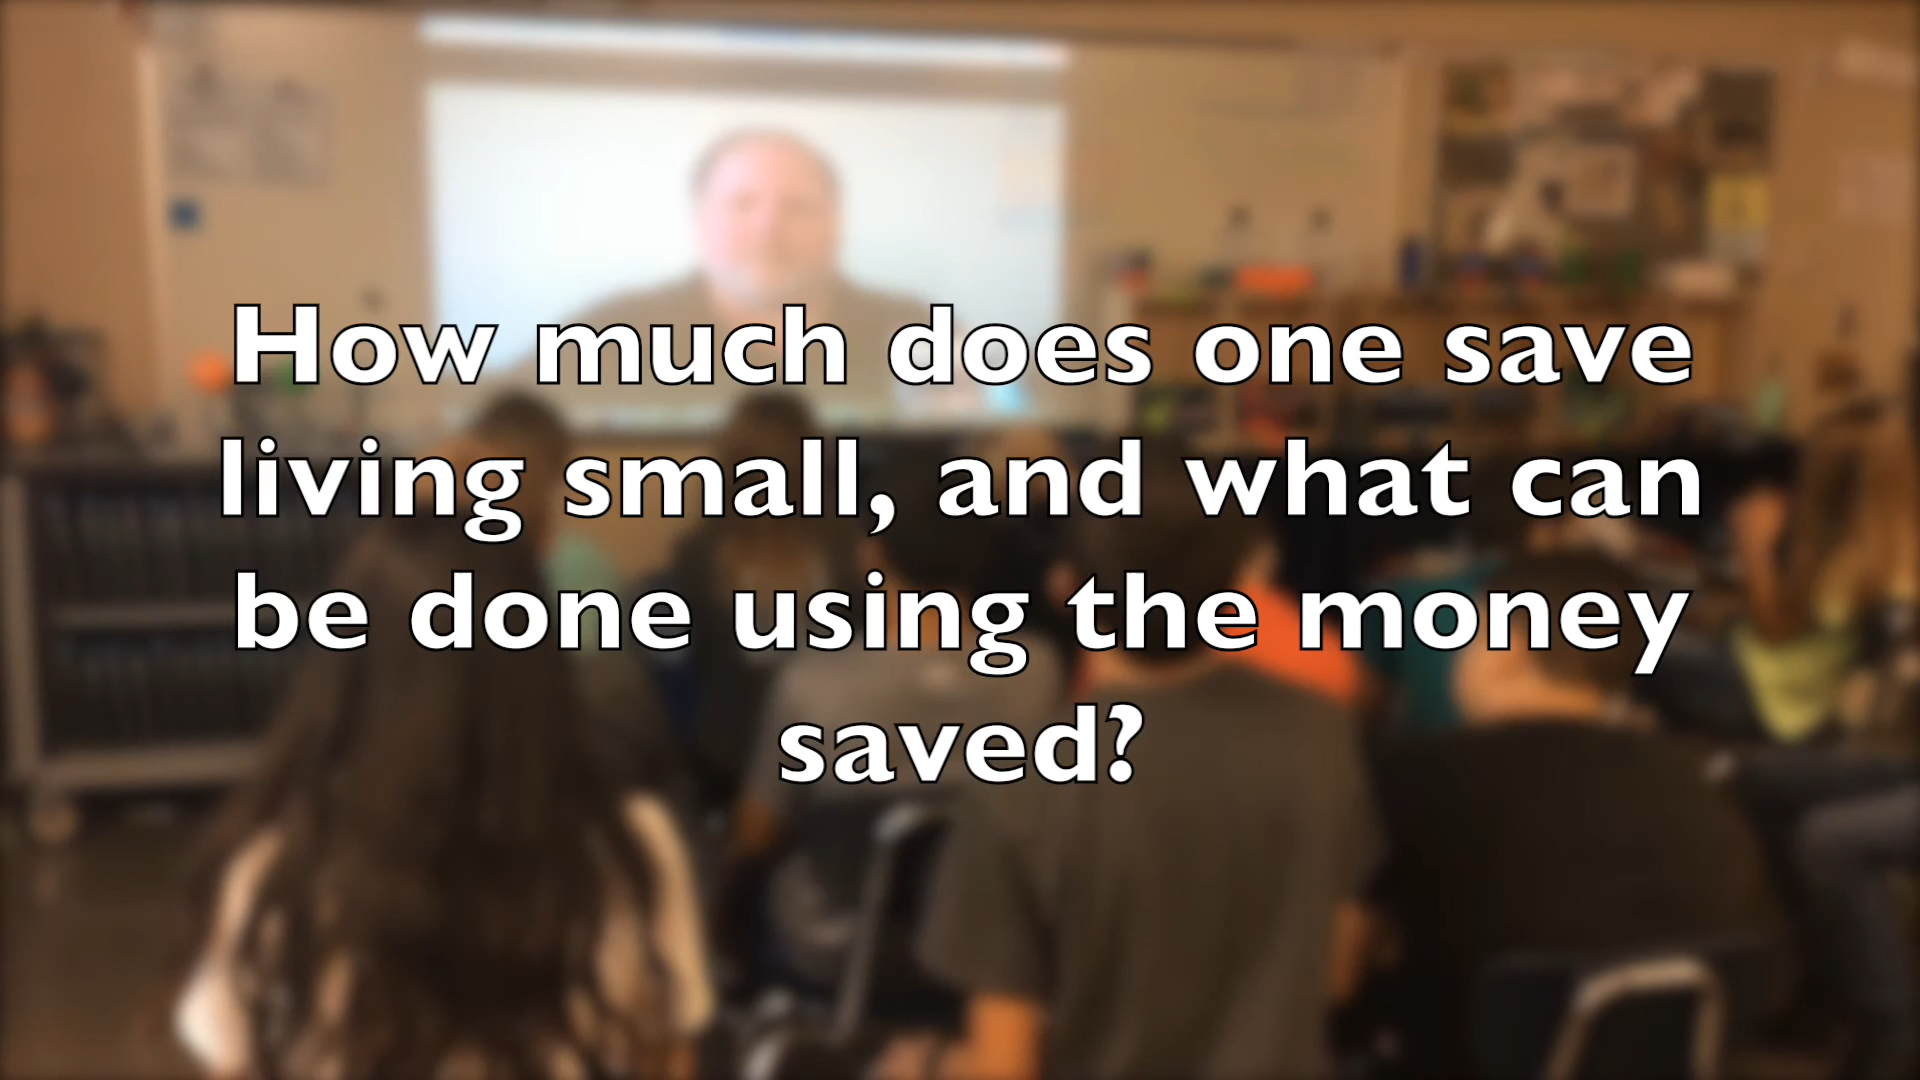 How much does one save
living small, and what can
be done using the money
saved?